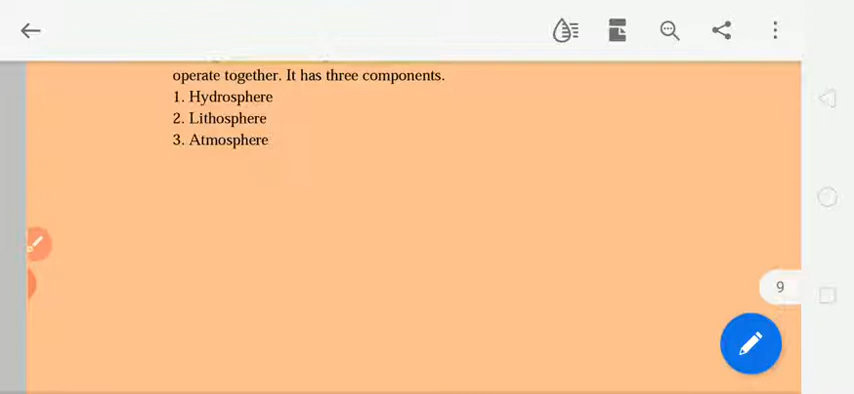 operate together. It has three components.
1. Hydrosphere
2. Lithosphere
3. Atmosphere
9